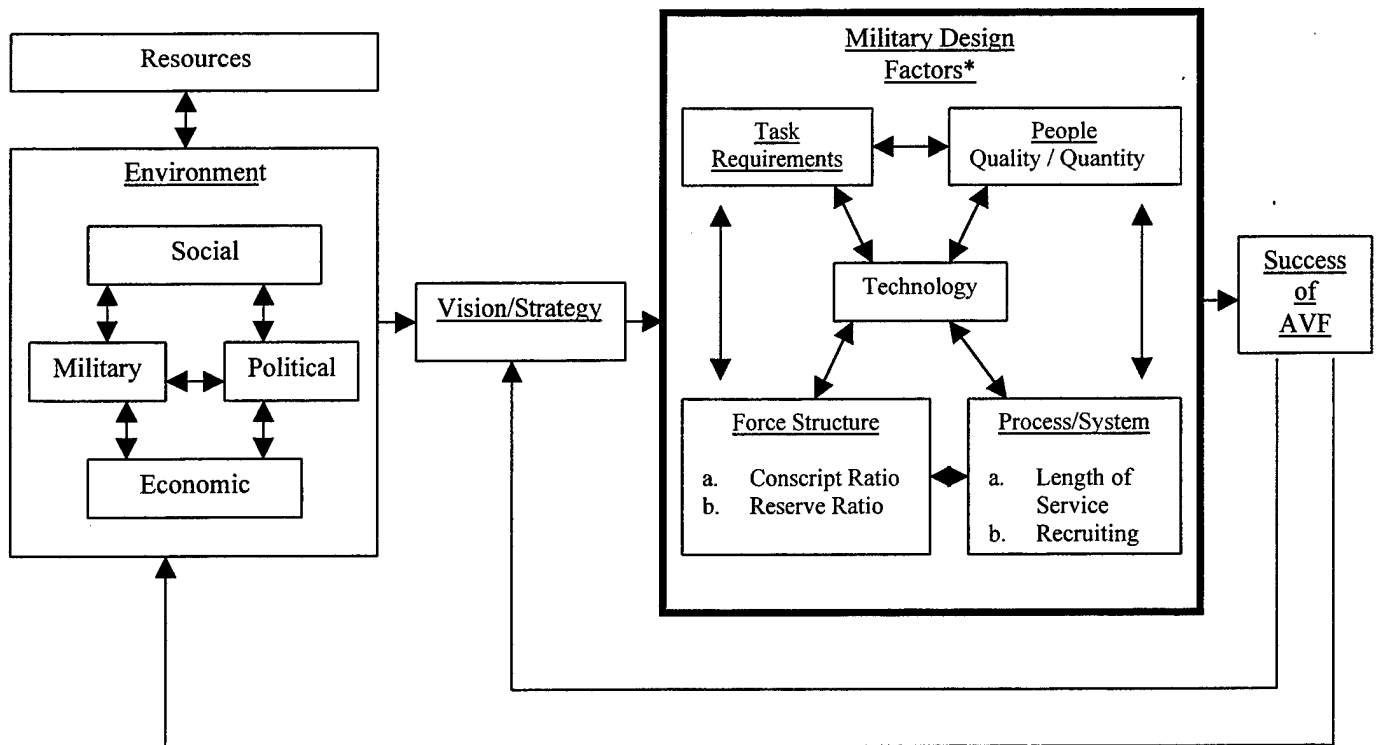 Resources
Environment
Social
Military
Political
Economic
Vision/Strategy
Military Design
Factors*
Task
Requirements
People
Quality / Quantity
Technology
Force Structure
a. Conscript Ratio
b. Reserve Ratio
Process/System
a. Length of
Service
b. Recruiting
Success
of
AVF